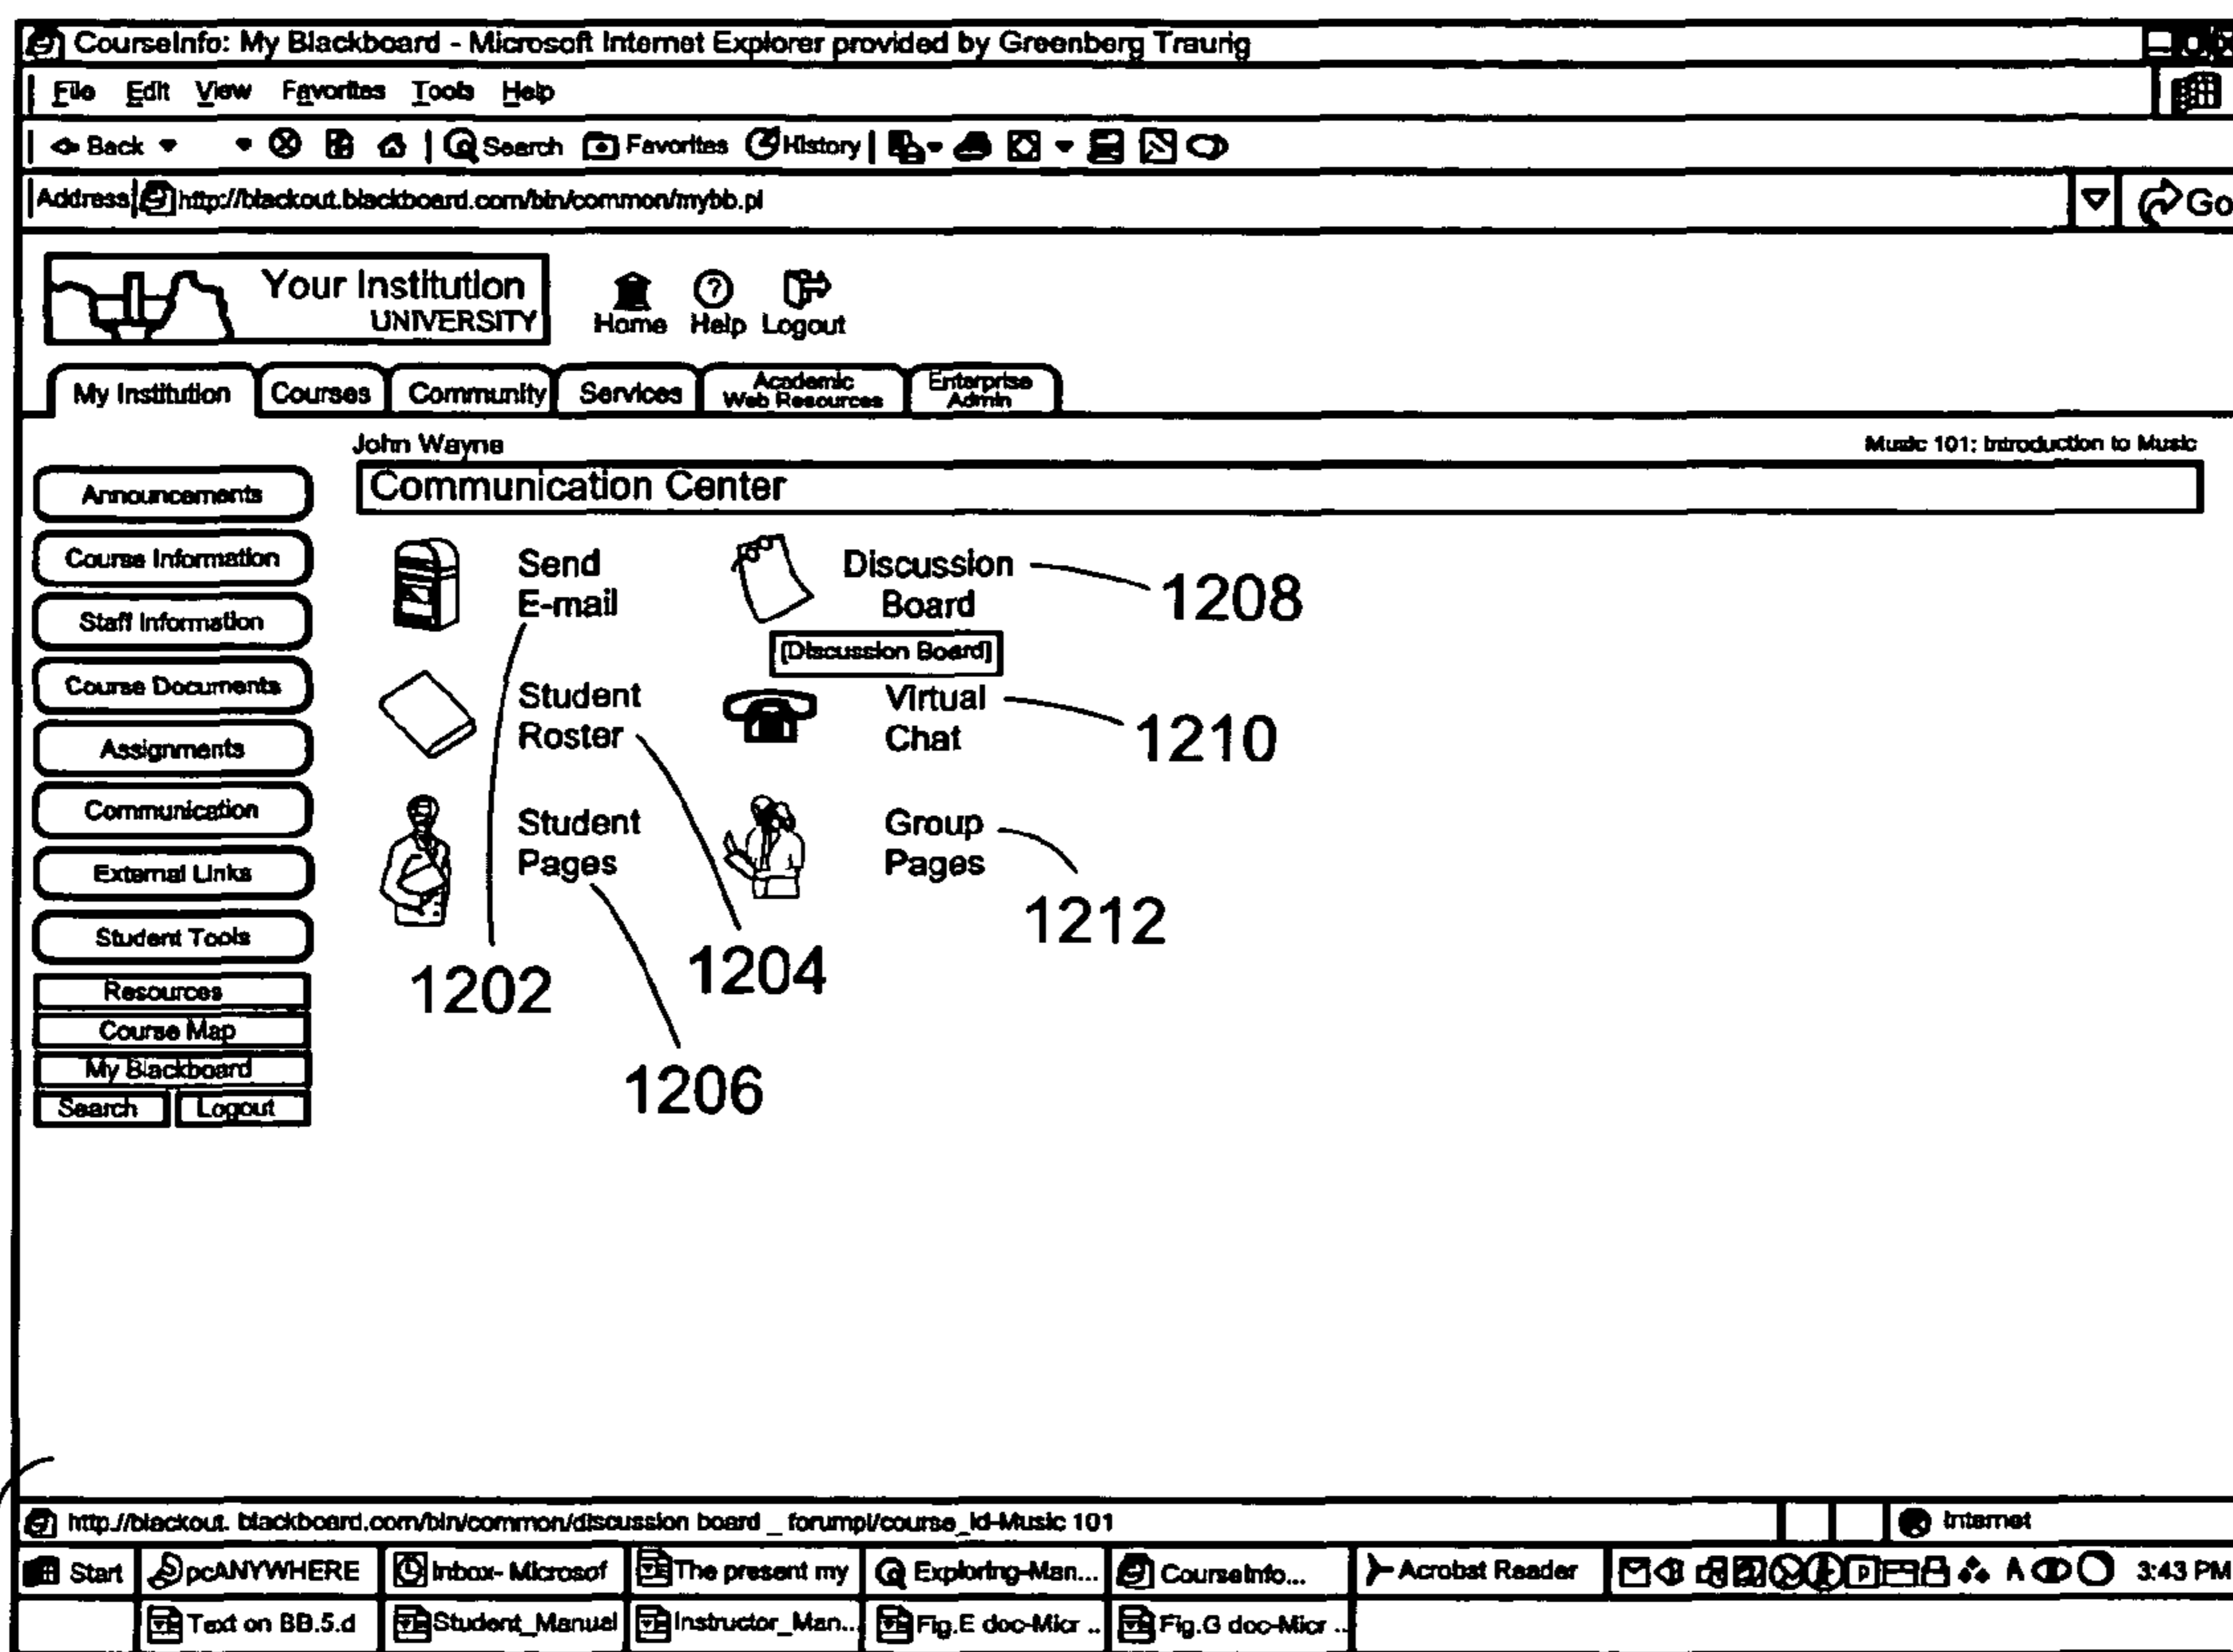 CourseInfo: My Blackboard - Microsoft Internet Explorer provided by Greenberg Traurig
File Edit View Favorites Tools Help
Back Search Favorites History
Address http://blackout.blackboard.com/bin/common/mybb.pl Go
Your Institution
UNIVERSITY
Home Help Logout
My Institution Courses Community Services Academic Web Resources Enterprise Admin
John Wayne Music 101: Introduction to Music
Communication Center
Announcements
Course Information
Staff Information
Course Documents
Assignments
Communication
External Links
Student Tools
Resources
Course Map
My Blackboard
Search Logout
Send
E-mail
Discussion
Board
1208
[Discussion Board]
Student
Roster
Virtual
Chat
1210
Student
Pages
Group
Pages
1212
1202
1204
1206
http.//blackout. blackboard.com/bin/common/discussion board _ forumpl/course_id-Music 101 Internet
Start pcANYWHERE Inbox- Microsof The present my Exploring-Man... CourseInfo... Acrobat Reader 3:43 PM
Text on BB.5.d Student_Manual Instructor_Man.. Fig.E doc-Micr .. Fig.G doc-Micr ..